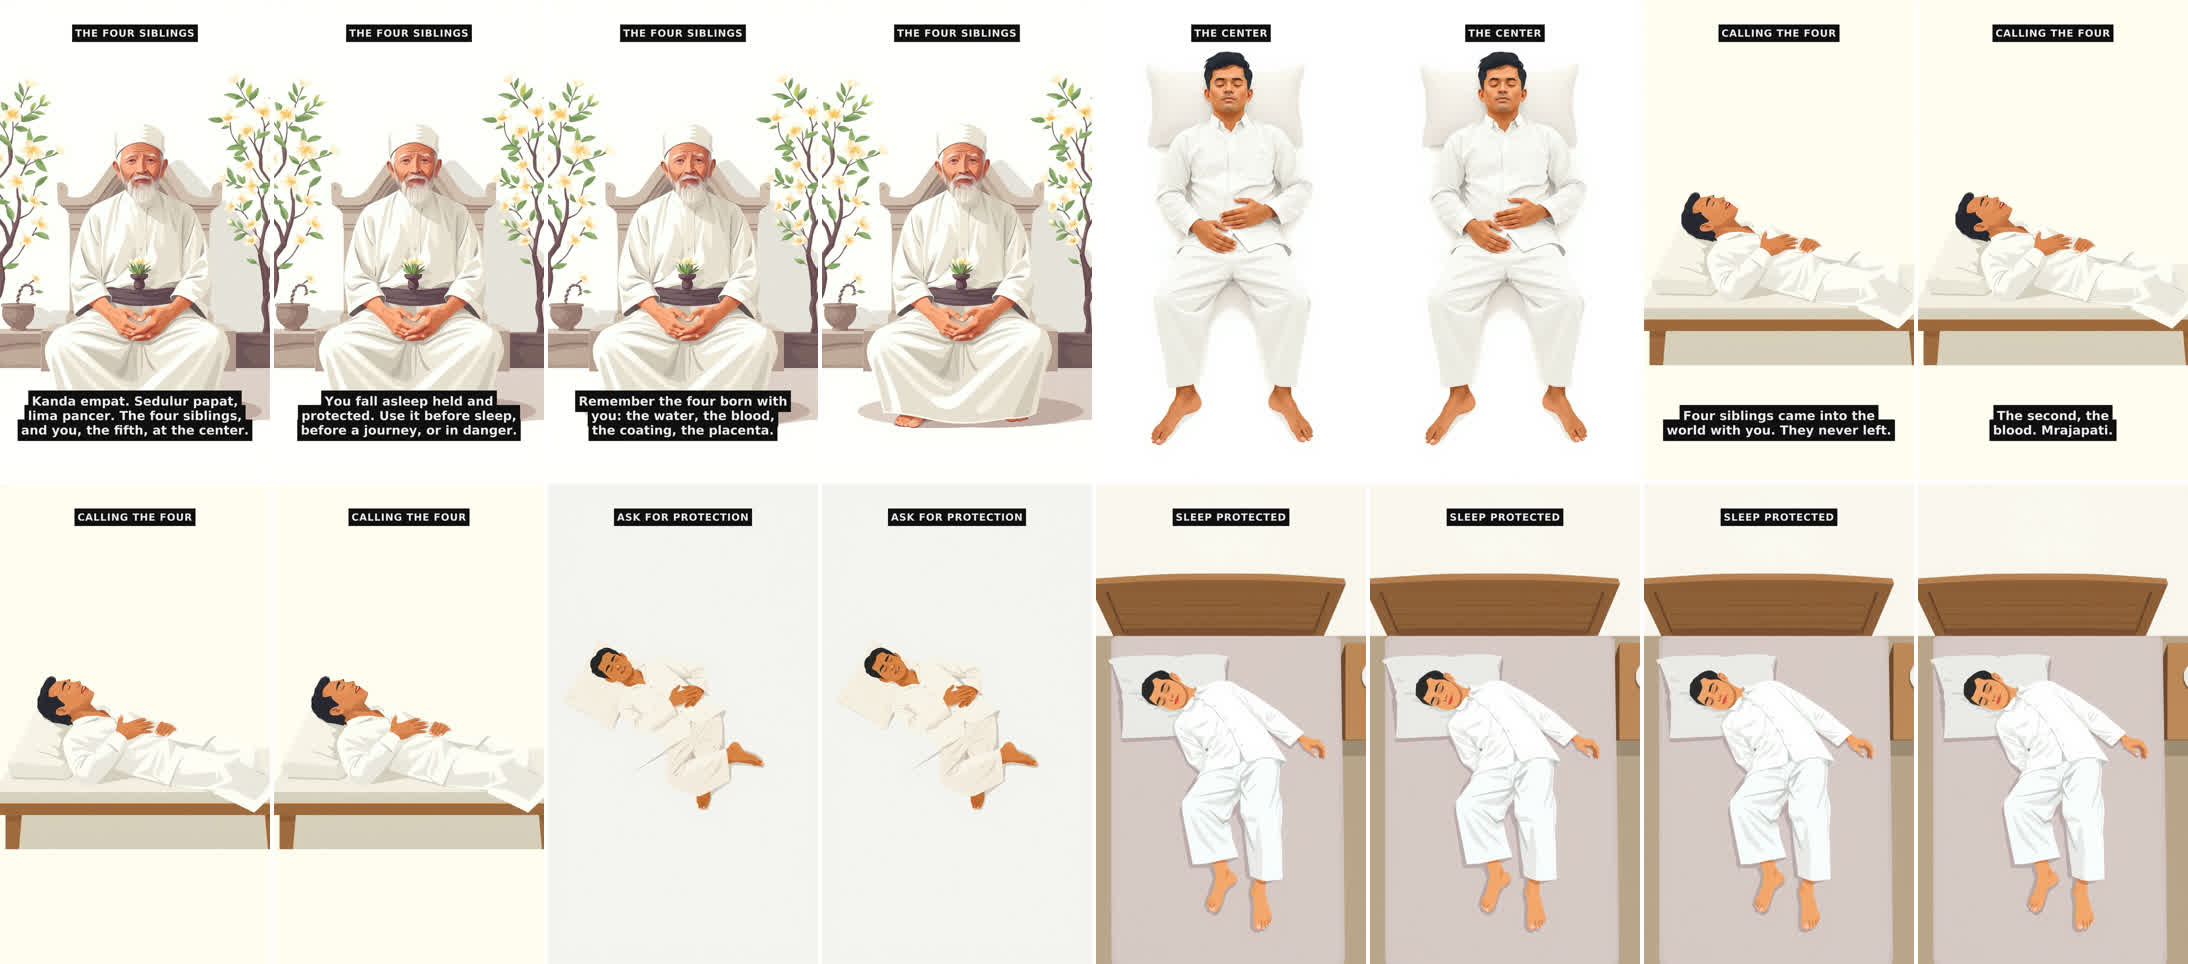 THE FOUR SIBLINGS
Kanda empat. Sedulur papat,
lima pancer. The four siblings,
and you, the fifth, at the center.
THE FOUR SIBLINGS
You fall asleep held and
protected. Use it before sleep,
before a journey, or in danger.
THE FOUR SIBLINGS
Remember the four born with
you: the water, the blood,
the coating, the placenta.
THE FOUR SIBLINGS
THE CENTER
THE CENTER
CALLING THE FOUR
Four siblings came into the
world with you. They never left.
CALLING THE FOUR
The second, the
blood. Mrajapati.
CALLING THE FOUR
CALLING THE FOUR
ASK FOR PROTECTION
ASK FOR PROTECTION
SLEEP PROTECTED
SLEEP PROTECTED
SLEEP PROTECTED